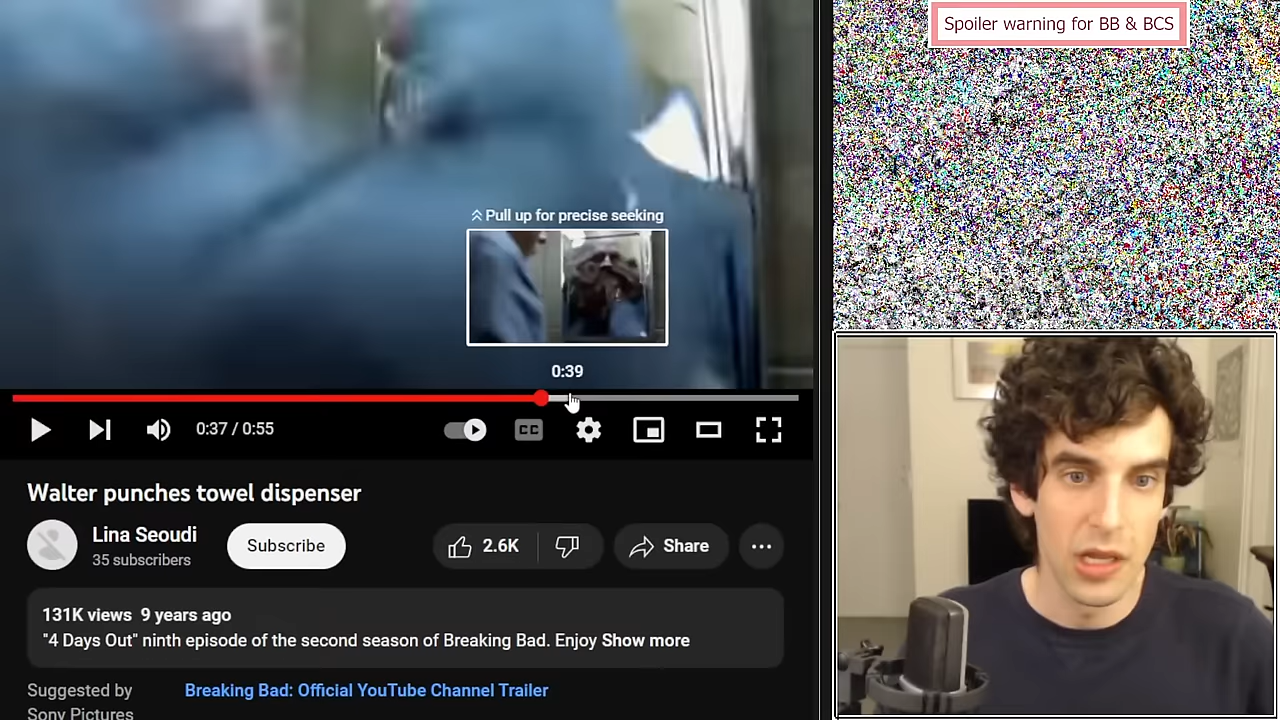 Spoiler warning for BB & BCS
Pull up for precise seeking
0:39
CC
0:37 / 0:55
Walter punches towel dispenser
Lina Seoudi
35 subscribers
Subscribe
2.6K
Share
131K views 9 years ago
"4 Days Out" ninth episode of the second season of Breaking Bad. Enjoy Show more
Suggested by
Sony Pictures
Breaking Bad: Official YouTube Channel Trailer